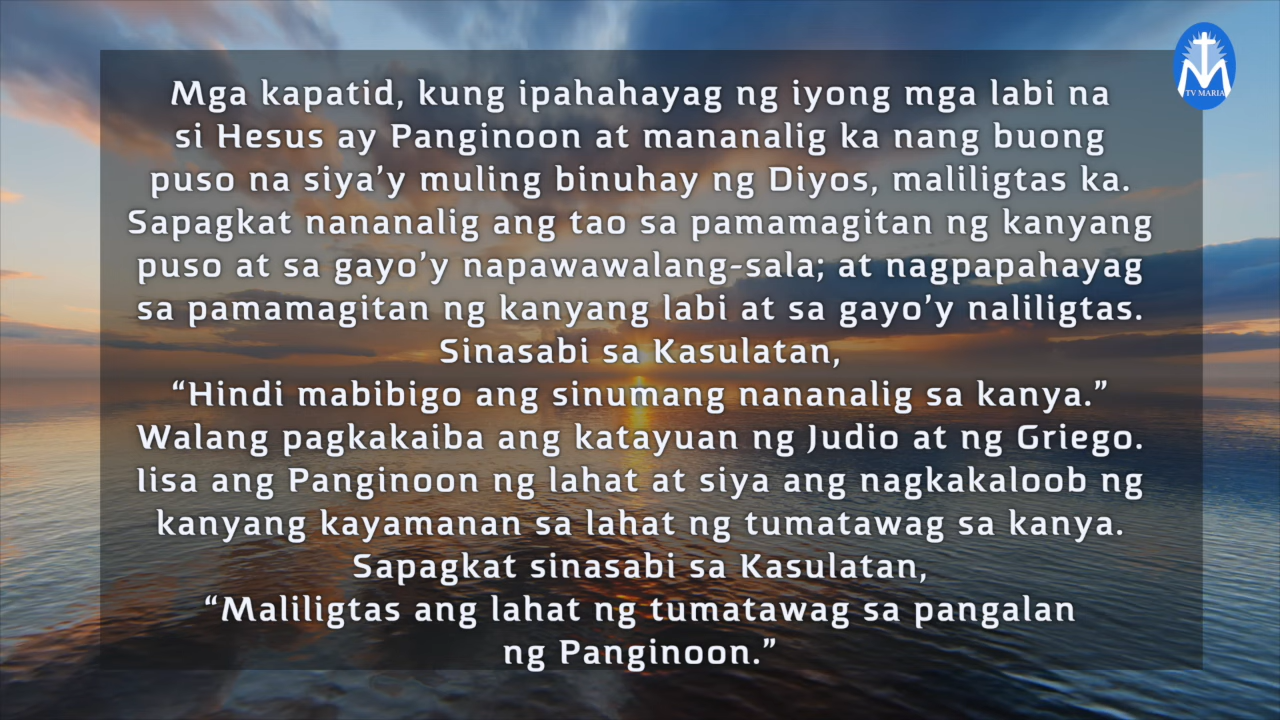 Mga kapatid, kung ipahahayag ng iyong mga labi na
si Hesus ay Panginoon at mananalig ka nang buong
puso na siya’y muling binuhay ng Diyos, maliligtas ka.
Sapagkat nananalig ang tao sa pamamagitan ng kanyang
puso at sa gayo’y napawawalang-sala; at nagpapahayag
sa pamamagitan ng kanyang labi at sa gayo’y naliligtas.
Sinasabi sa Kasulatan,
“Hindi mabibigo ang sinumang nananalig sa kanya.”
Walang pagkakaiba ang katayuan ng Judio at ng Griego.
Iisa ang Panginoon ng lahat at siya ang nagkakaloob ng
kanyang kayamanan sa lahat ng tumatawag sa kanya.
Sapagkat sinasabi sa Kasulatan,
“Maliligtas ang lahat ng tumatawag sa pangalan
ng Panginoon.”
TV MARIA